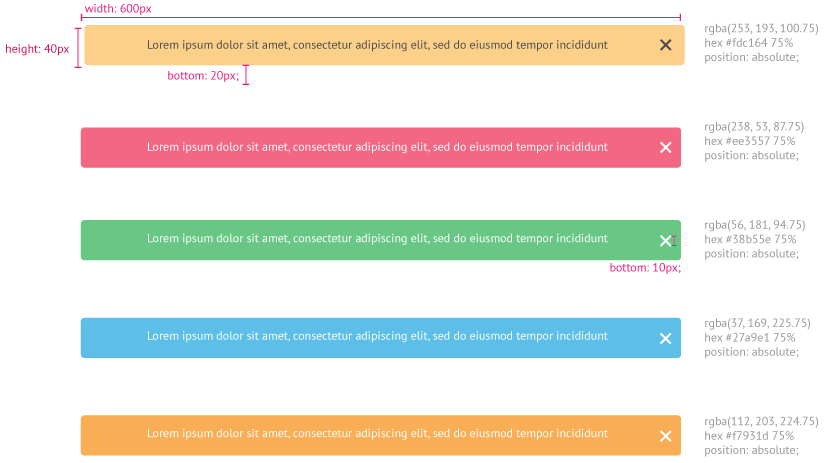 width: 600px
height: 40px
Lorem ipsum dolor sit amet, consectetur adipiscing elit, sed do eiusmod tempor incididunt
rgba(253, 193, 100.75)
hex #fdc164 75%
position: absolute;
bottom: 20px;
Lorem ipsum dolor sit amet, consectetur adipiscing elit, sed do eiusmod tempor incididunt
rgba(238, 53, 87.75)
hex #ee3557 75%
position: absolute;
Lorem ipsum dolor sit amet, consectetur adipiscing elit, sed do eiusmod tempor incididunt
rgba(56, 181, 94.75)
hex #38b55e 75%
position: absolute;
bottom: 10px;
Lorem ipsum dolor sit amet, consectetur adipiscing elit, sed do eiusmod tempor incididunt
rgba(37, 169, 225.75)
hex #27a9e1 75%
position: absolute;
Lorem ipsum dolor sit amet, consectetur adipiscing elit, sed do eiusmod tempor incididunt
rgba(112, 203, 224.75)
hex #f7931d 75%
position: absolute;